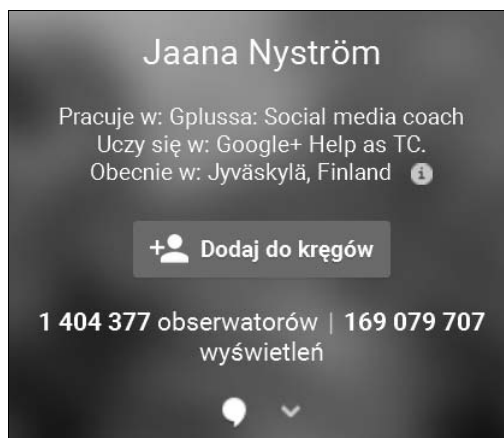 Jaana Nyström
Pracuje w: Gplussa: Social media coach
Uczy się w: Google+ Help as TC.
Obecnie w: Jyväskylä, Finland
Dodaj do kręgów
1 404 377 obserwatorów | 169 079 707
wyświetleń